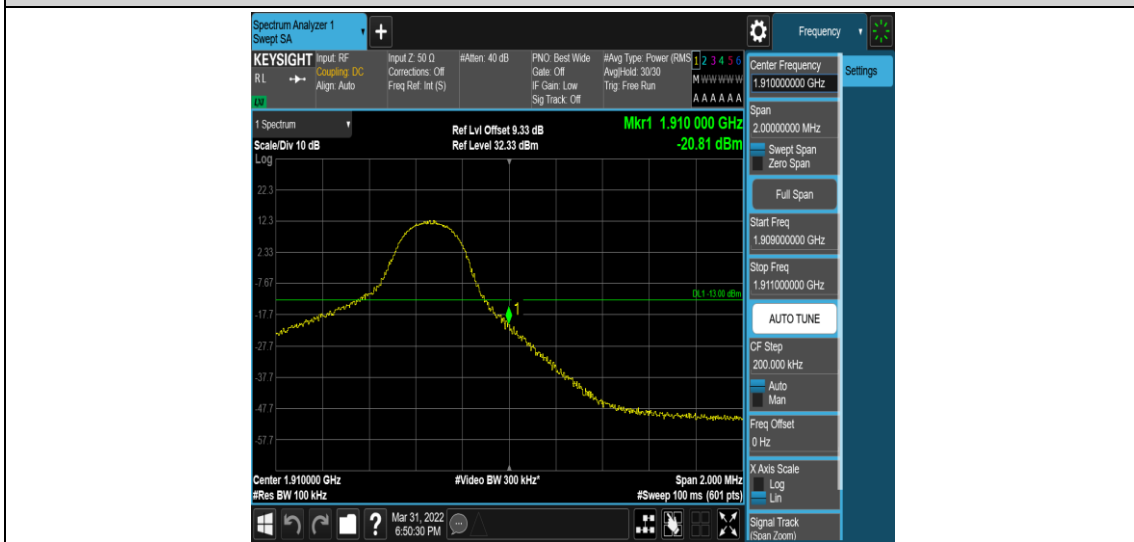 Spectrum Analyzer 1
Swept SA
+
Frequency
KEYSIGHT
RL
LXI
Input: RF
Coupling: DC
Align: Auto
Input Z: 50 Ω
Corrections: Off
Freq Ref: Int (S)
#Atten: 40 dB
PNO: Best Wide
Gate: Off
IF Gain: Low
Sig Track: Off
#Avg Type: Power (RMS
Avg|Hold: 30/30
Trig: Free Run
1 2 3 4 5 6
M W W W W W
A A A A A A
1 Spectrum
Scale/Div 10 dB
Ref Lvl Offset 9.33 dB
Ref Level 32.33 dBm
Mkr1 1.910 000 GHz
-20.81 dBm
Log
22.3
12.3
2.33
-7.67
-17.7
-27.7
-37.7
-47.7
-57.7
DL1 -13.00 dBm
1
Center 1.910000 GHz
#Res BW 100 kHz
#Video BW 300 kHz*
Span 2.000 MHz
#Sweep 100 ms (601 pts)
Center Frequency
1.910000000 GHz
Settings
Span
2.00000000 MHz
Swept Span
Zero Span
Full Span
Start Freq
1.909000000 GHz
Stop Freq
1.911000000 GHz
AUTO TUNE
CF Step
200.000 kHz
Auto
Man
Freq Offset
0 Hz
X Axis Scale
Log
Lin
Signal Track
(Span Zoom)
?
Mar 31, 2022
6:50:30 PM